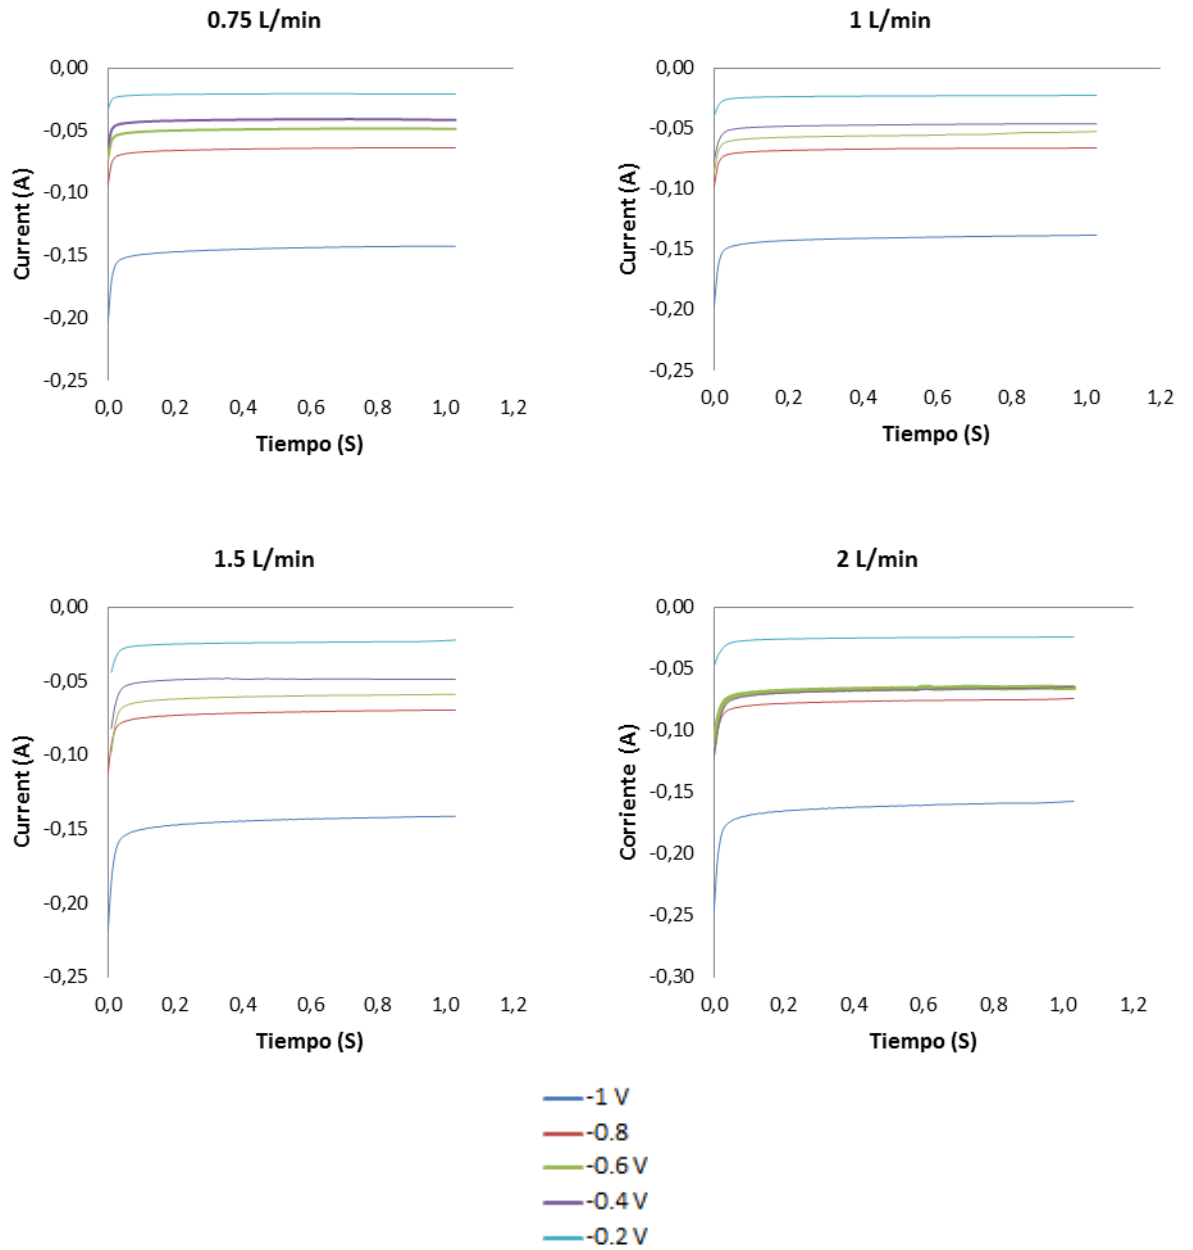 0.75 L/min
0,00
-0,05
-0,10
-0,15
-0,20
-0,25
Current (A)
0,0 0,2 0,4 0,6 0,8 1,0 1,2
Tiempo (S)
1 L/min
0,00
-0,05
-0,10
-0,15
-0,20
-0,25
Current (A)
0,0 0,2 0,4 0,6 0,8 1,0 1,2
Tiempo (S)
1.5 L/min
0,00
-0,05
-0,10
-0,15
-0,20
-0,25
Current (A)
0,0 0,2 0,4 0,6 0,8 1,0 1,2
Tiempo (S)
2 L/min
0,00
-0,05
-0,10
-0,15
-0,20
-0,25
-0,30
Corriente (A)
0,0 0,2 0,4 0,6 0,8 1,0 1,2
Tiempo (S)
-1 V
-0.8
-0.6 V
-0.4 V
-0.2 V